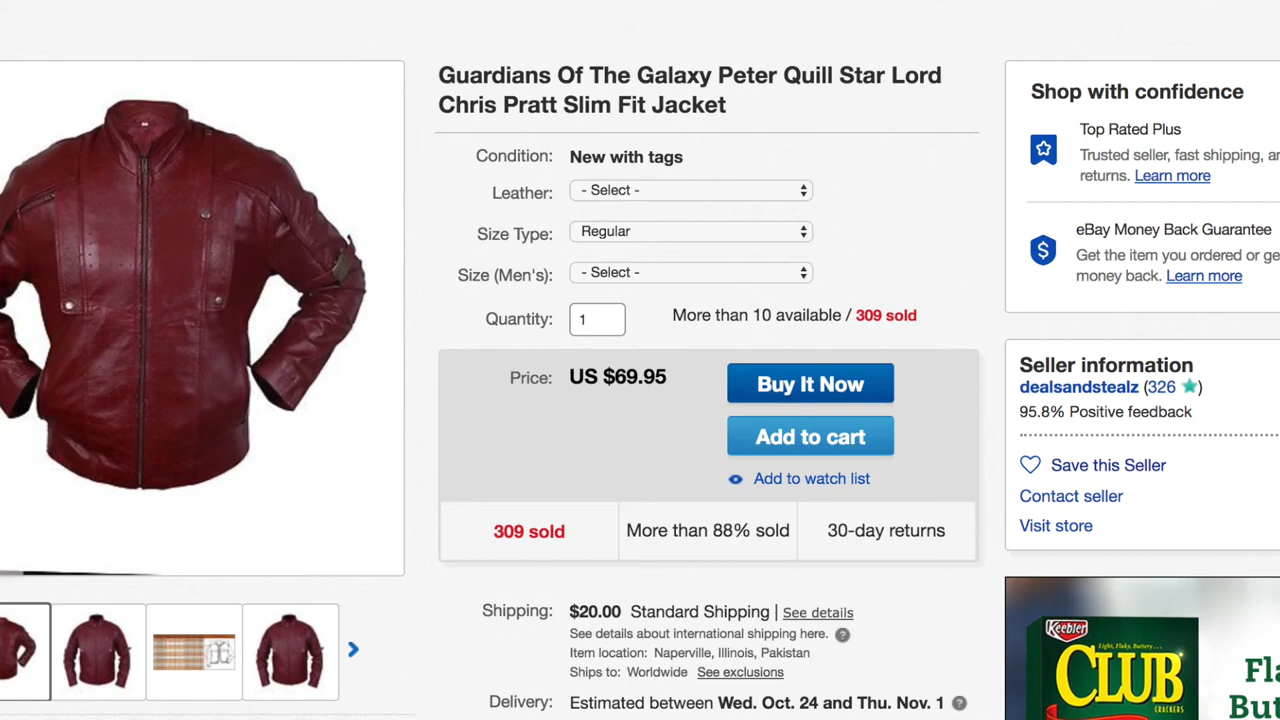 Guardians Of The Galaxy Peter Quill Star Lord
Chris Pratt Slim Fit Jacket
Condition: New with tags
Leather: - Select -
Size Type: Regular
Size (Men's): - Select -
Quantity: 1 More than 10 available / 309 sold
Price: US $69.95
Buy It Now
Add to cart
Add to watch list
309 sold More than 88% sold 30-day returns
Shipping: $20.00 Standard Shipping | See details
See details about international shipping here. ?
Item location: Naperville, Illinois, Pakistan
Ships to: Worldwide See exclusions
Delivery: Estimated between Wed. Oct. 24 and Thu. Nov. 1 ?
Shop with confidence
Top Rated Plus
Trusted seller, fast shipping,
returns. Learn more
eBay Money Back Guarantee
Get the item you ordered or
money back. Learn more
Seller information
dealsandstealz (326)
95.8% Positive feedback
Save this Seller
Contact seller
Visit store
Keebler
Light, Flaky, Buttery...
CLUB
CRACKERS